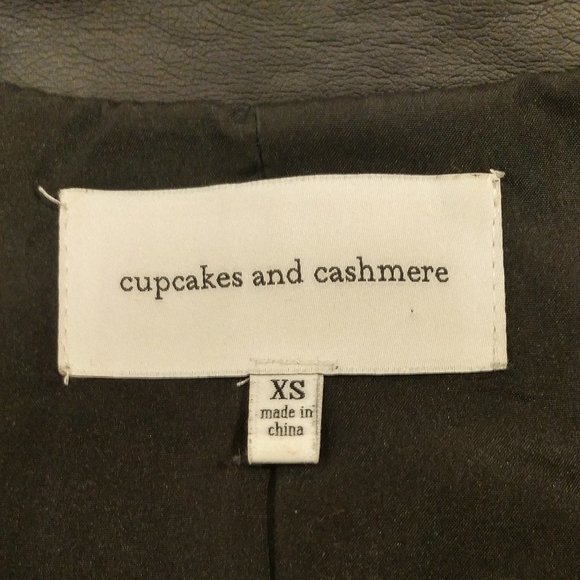 cupcakes and cashmere
XS
made in
china